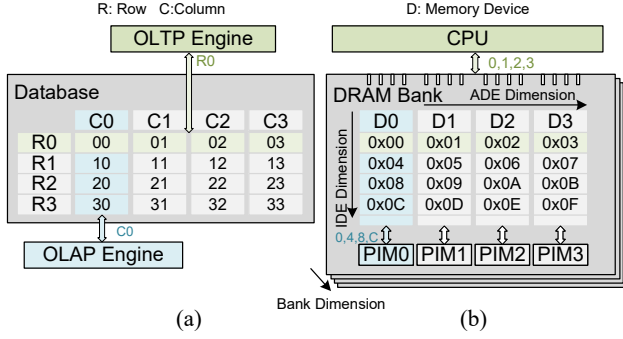 R: Row C:Column
OLTP Engine
R0
Database
C0 C1 C2 C3
R0 00 01 02 03
R1 10 11 12 13
R2 20 21 22 23
R3 30 31 32 33
C0
OLAP Engine
(a)
D: Memory Device
CPU
0,1,2,3
DRAM Bank
ADE Dimension
D0 D1 D2 D3
0x00 0x01 0x02 0x03
0x04 0x05 0x06 0x07
0x08 0x09 0x0A 0x0B
0x0C 0x0D 0x0E 0x0F
IDE Dimension
0,4,8,C
PIM0 PIM1 PIM2 PIM3
Bank Dimension
(b)